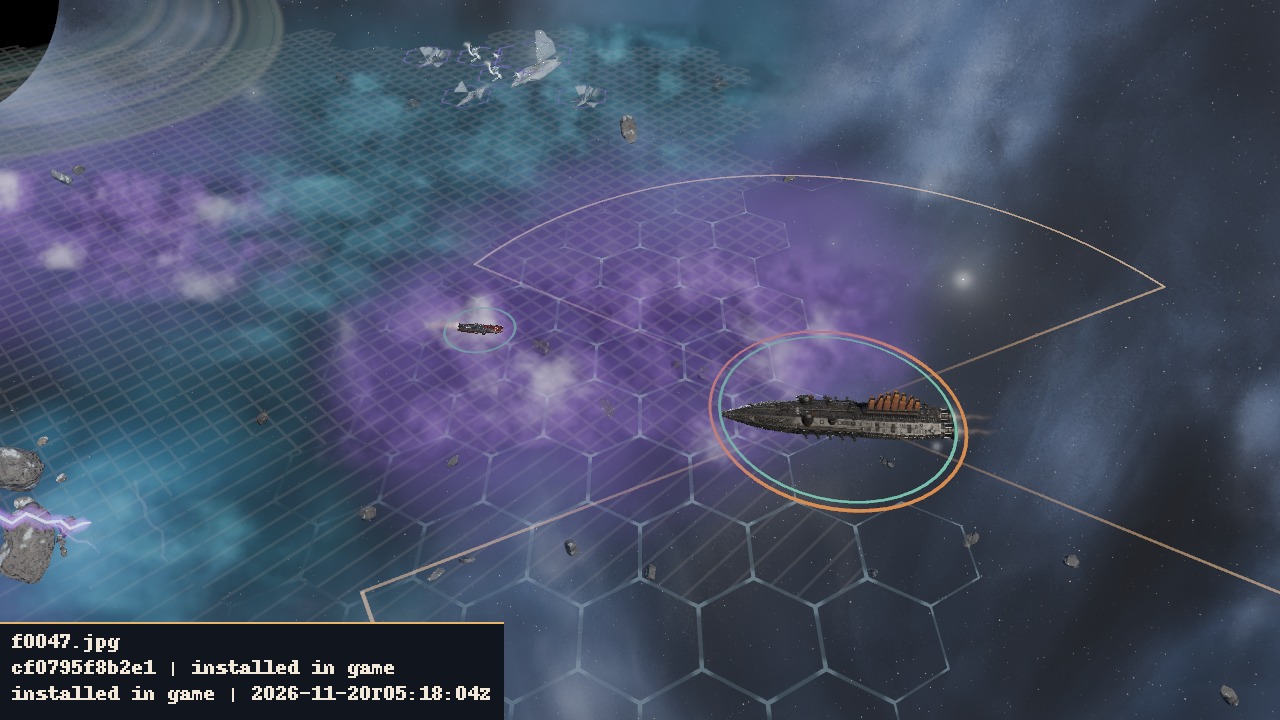 f0047.jpg
cf0795f8b2e1 | installed in game
installed in game | 2026-11-20T05:18:04Z